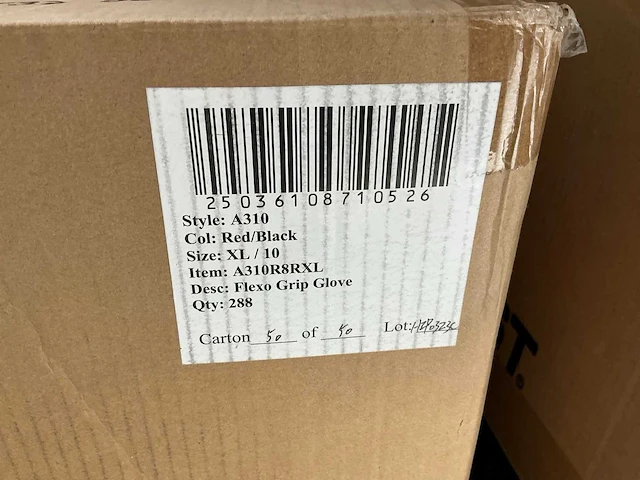 25036108710526
Style: A310
Col: Red/Black
Size: XL / 10
Item: A310R8RXL
Desc: Flexo Grip Glove
Qty: 288
Carton 50 of 50 Lot: